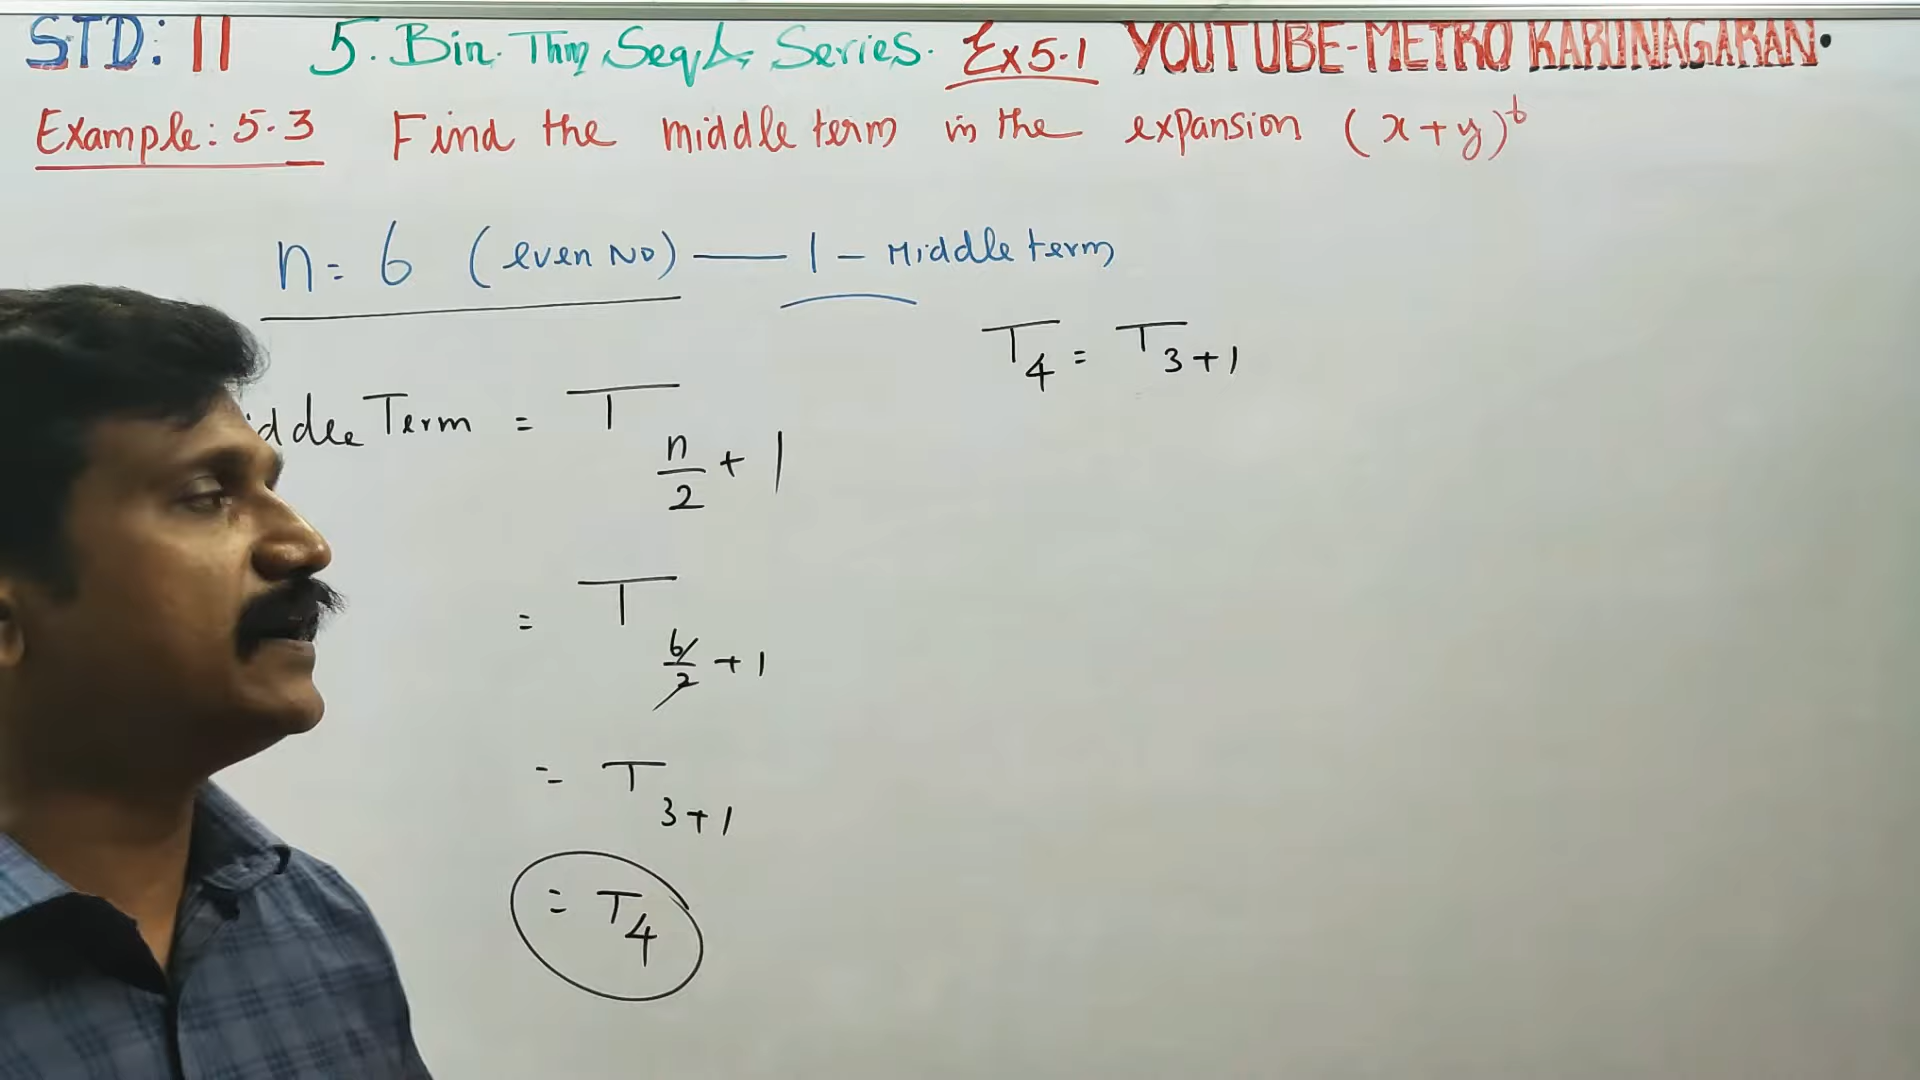 STD: 11 5. Bin. Thm, Seq & Series. Ex 5.1 YOUTUBE-METRO KARUNAGARAN.
Example: 5.3 Find the middle term in the expansion (x+y)^6
n = 6 (even No) — 1 - Middle term
ddle Term = T n/2 + 1
= T 6/2 + 1
= T 3+1
= T4
T4 = T 3+1